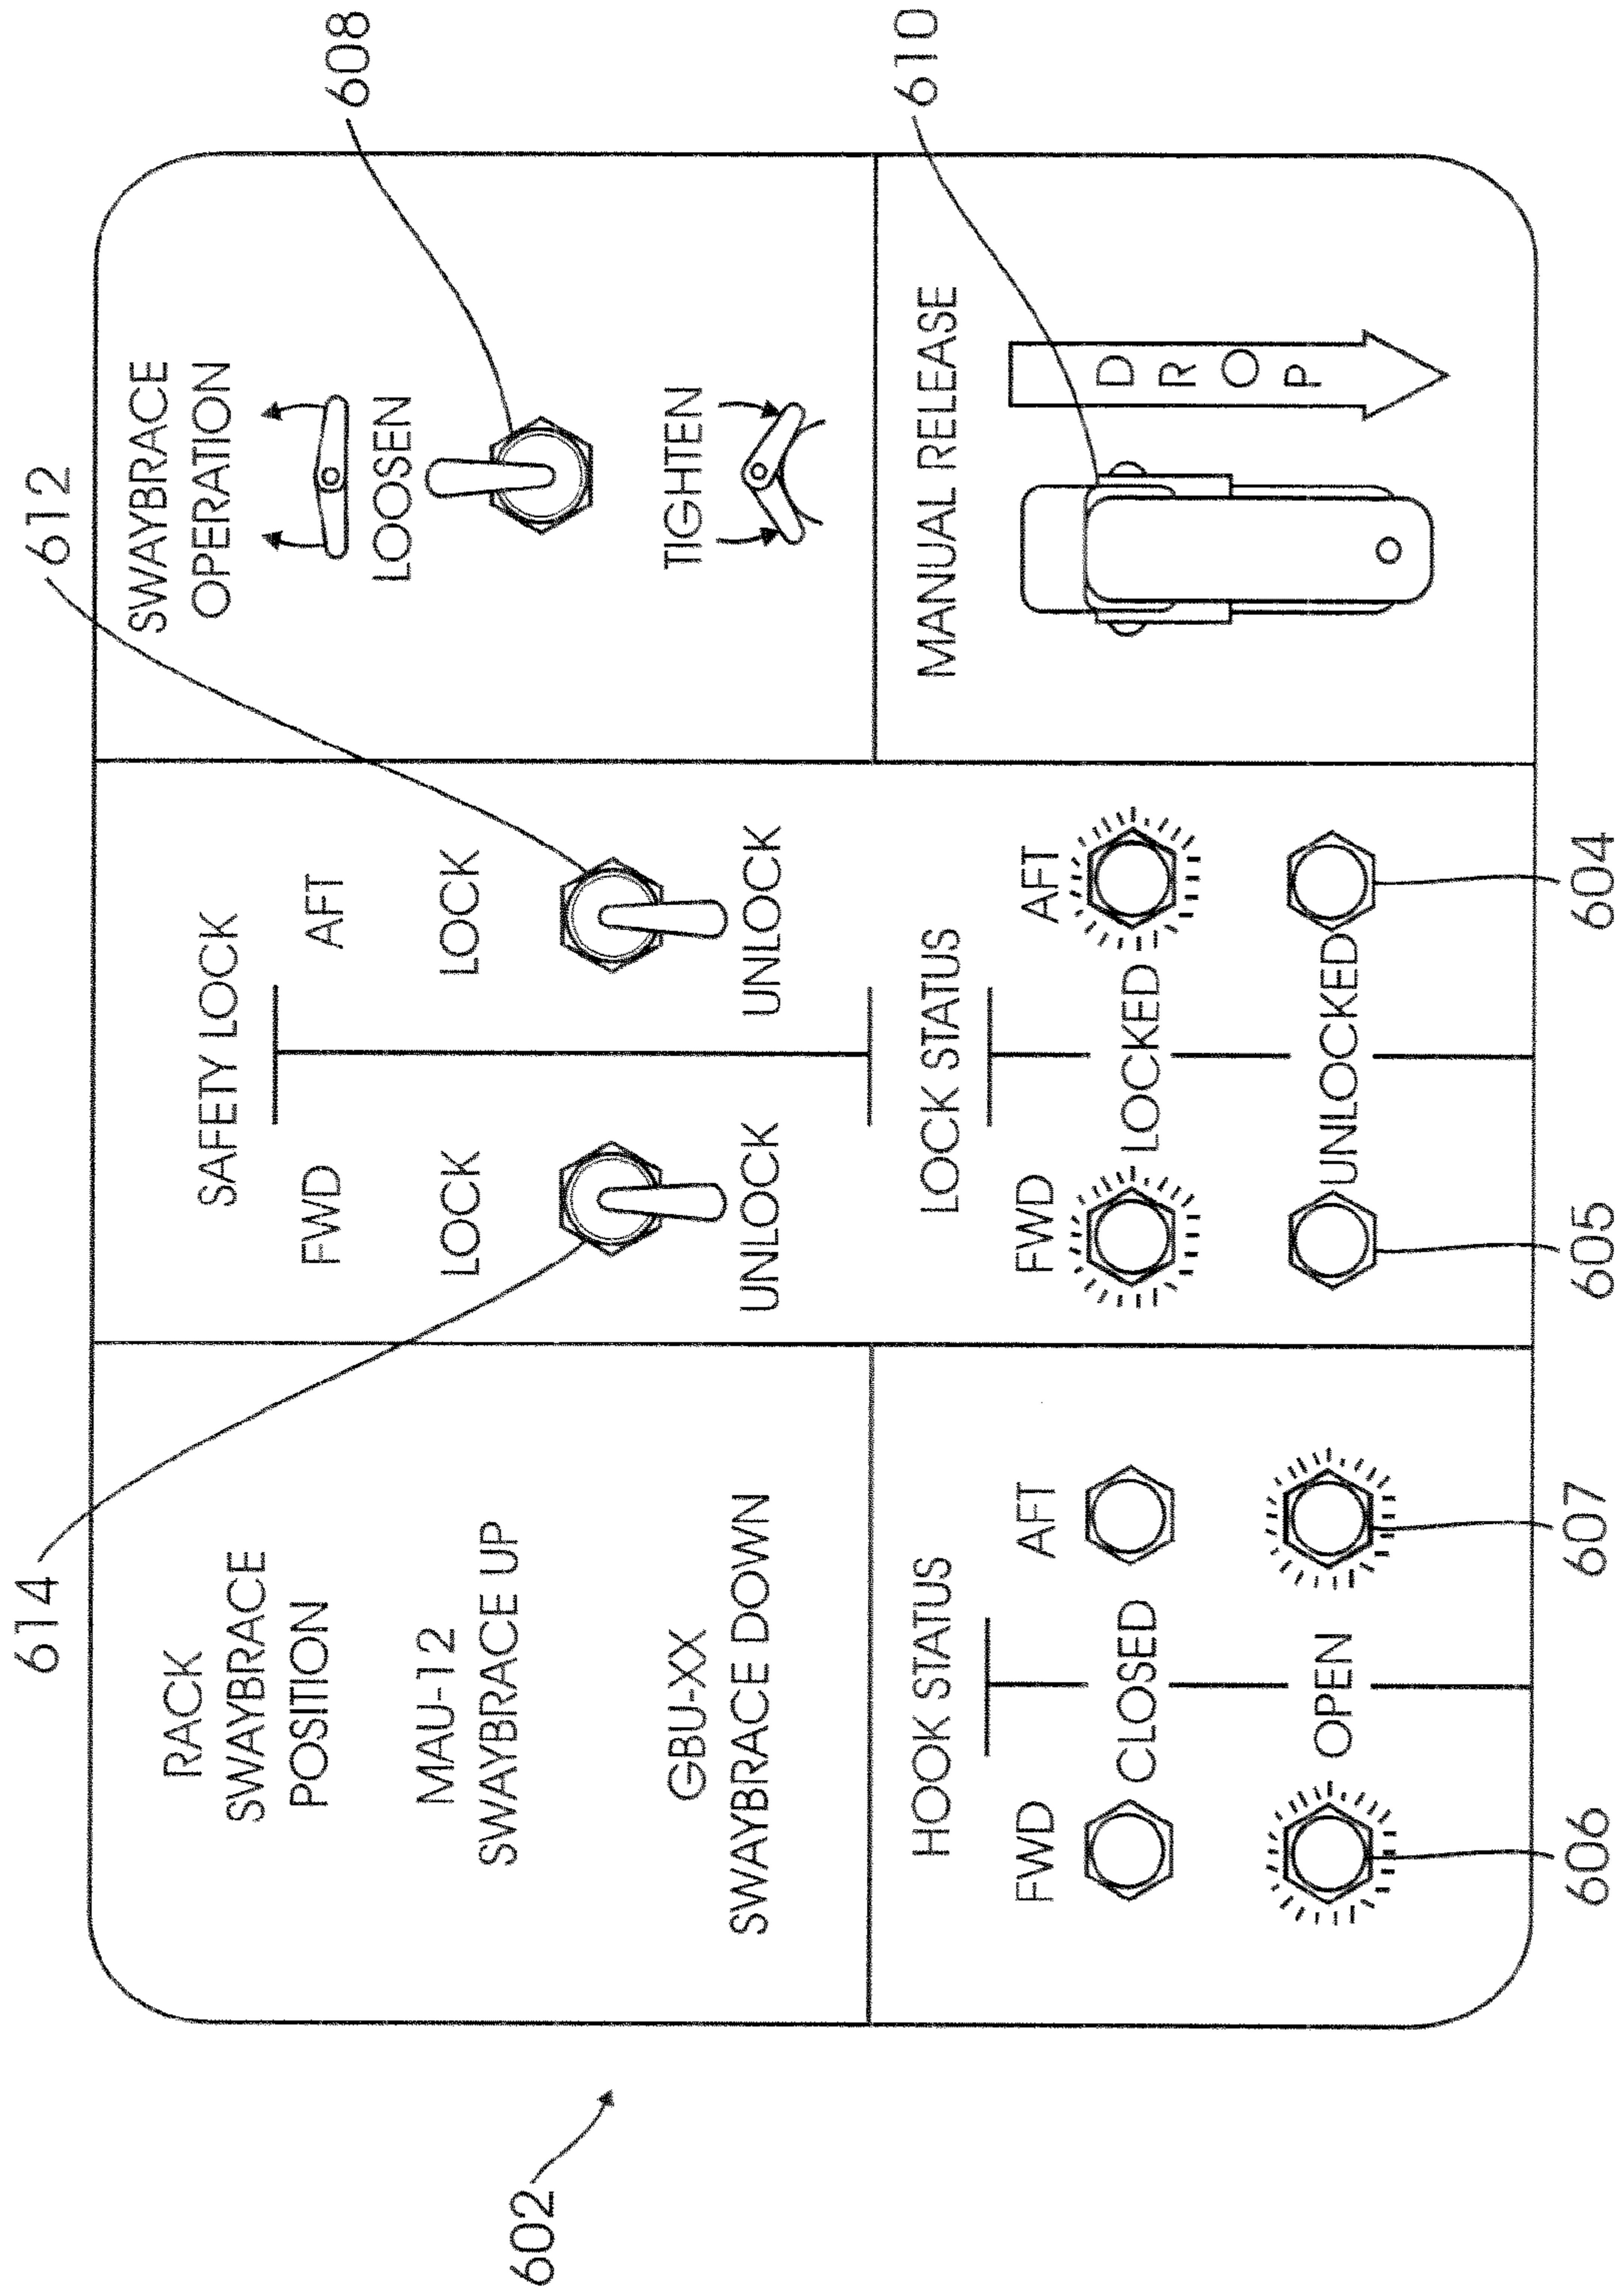 614
612
RACK
SWAYBRACE
POSITION
MAU-12
SWAYBRACE UP
GBU-XX
SWAYBRACE DOWN
SAFETY LOCK
FWD
AFT
LOCK
LOCK
UNLOCK
UNLOCK
SWAYBRACE
OPERATION
LOOSEN
608
TIGHTEN
602
HOOK STATUS
FWD
AFT
CLOSED
OPEN
LOCK STATUS
FWD
AFT
LOCKED
UNLOCKED
MANUAL RELEASE
DROP
610
606
607
605
604